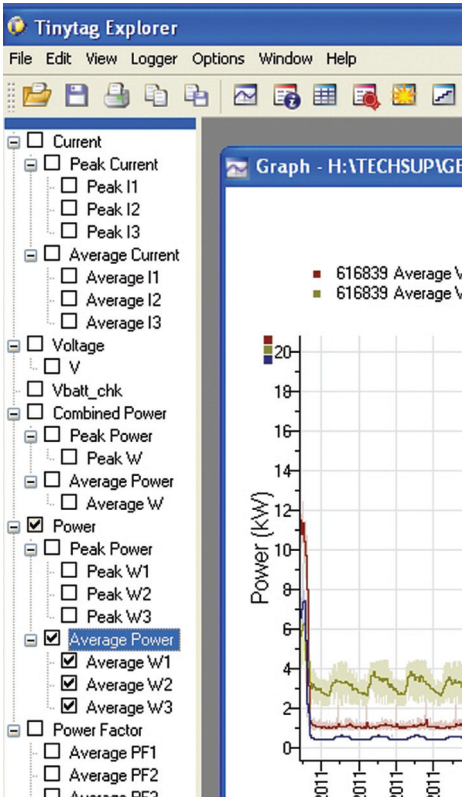 Tinytag Explorer
File Edit View Logger Options Window Help
Current
Peak Current
Peak I1
Peak I2
Peak I3
Average Current
Average I1
Average I2
Average I3
Voltage
V
Vbatt_chk
Combined Power
Peak Power
Peak W
Average Power
Average W
Power
Peak Power
Peak W1
Peak W2
Peak W3
Average Power
Average W1
Average W2
Average W3
Power Factor
Average PF1
Average PF2
Average PF3
Graph - H:\TECHSUP\GE
616839 Average V
616839 Average V
Power (kW)
20
18
16
14
12
10
8
6
4
2
0
2011
2011
2011
2011